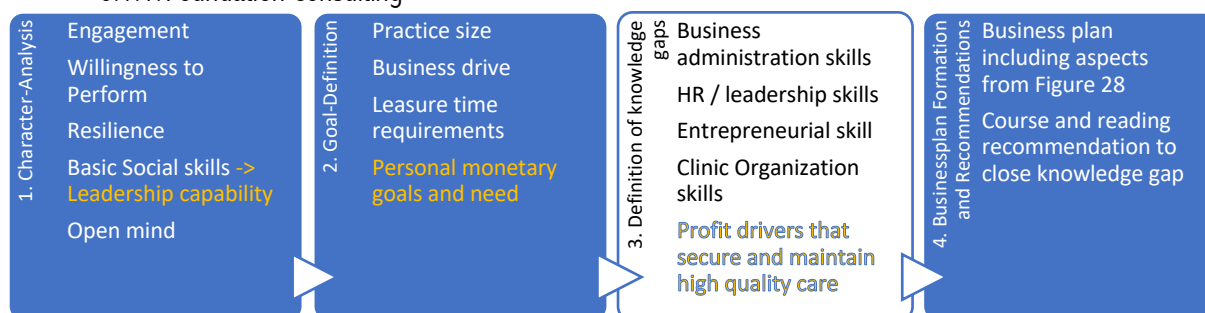 1. Character-Analysis
Engagement
Willingness to
Perform
Resilience
Basic Social skills ->
Leadership capability
Open mind
2. Goal-Definition
Practice size
Business drive
Leasure time
requirements
Personal monetary
goals and need
3. Definition of knowledge
gaps
Business
administration skills
HR / leadership skills
Entrepreneurial skill
Clinic Organization
skills
Profit drivers that
secure and maintain
high quality care
4. Businessplan Formation
and Recommendations
Business plan
including aspects
from Figure 28
Course and reading
recommendation to
close knowledge gap